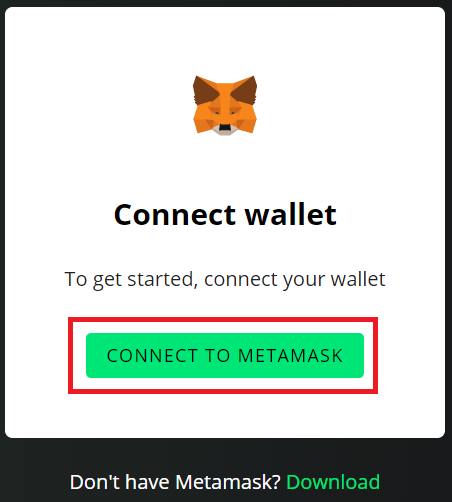 Connect wallet
To get started, connect your wallet
CONNECT TO METAMASK
Don't have Metamask? Download